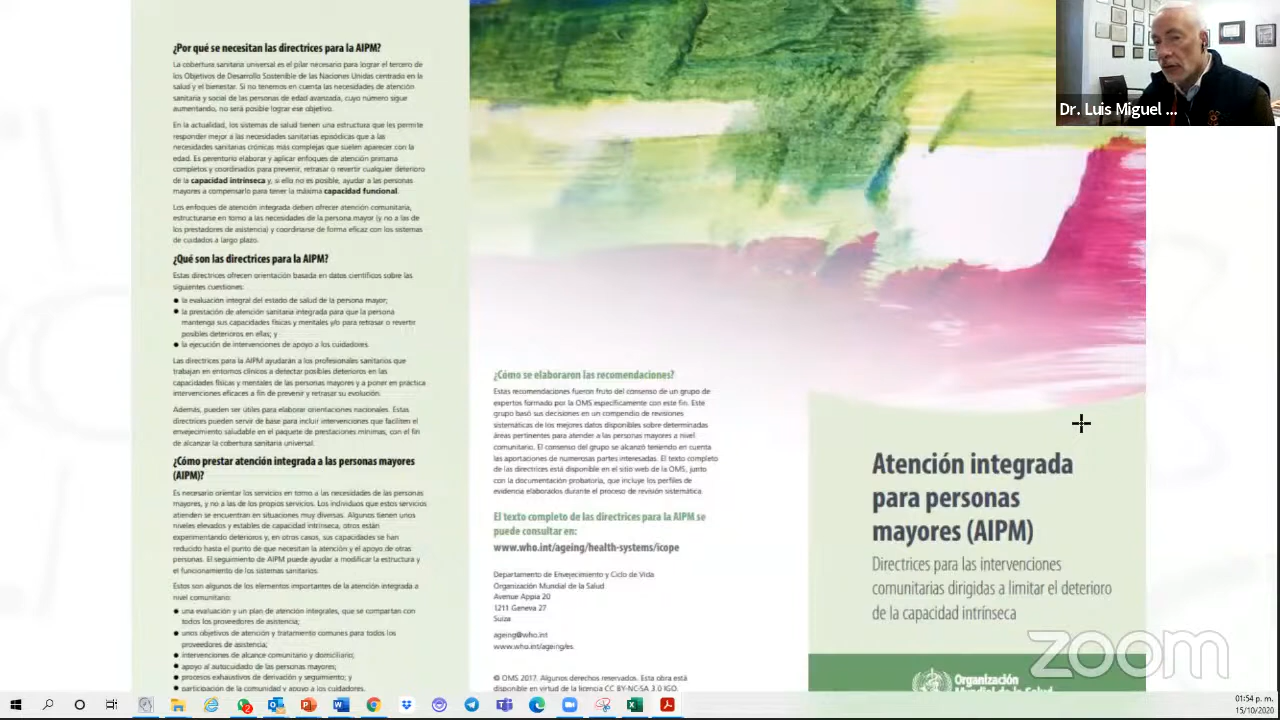 ¿Por qué se necesitan las directrices para la AIPM?
La cobertura sanitaria universal es el pilar necesario para lograr el tercero de
los Objetivos de Desarrollo Sostenible de las Naciones Unidas centrado en la
salud y el bienestar. Si no tenemos en cuenta las necesidades de atención
sanitaria y social de las personas de edad avanzada, cuyo número sigue
aumentando, no será posible lograr ese objetivo.
En la actualidad, los sistemas de salud tienen una estructura que les permite
responder mejor a las necesidades sanitarias episódicas que a las
necesidades sanitarias crónicas más complejas que suelen aparecer con la
edad. Es perentorio elaborar y aplicar enfoques de atención primaria
completos y coordinados para prevenir, retrasar o revertir cualquier deterioro
de la capacidad intrínseca y, si ello no es posible, ayudar a las personas
mayores a compensarlo para tener la máxima capacidad funcional.
Los enfoques de atención integrada deben ofrecer atención comunitaria,
estructurarse en torno a las necesidades de la persona mayor (y no a las de
los prestadores de asistencia) y coordinarse de forma eficaz con los sistemas
de cuidados a largo plazo.
¿Qué son las directrices para la AIPM?
Estas directrices ofrecen orientación basada en datos científicos sobre las
siguientes cuestiones:
● la evaluación integral del estado de salud de la persona mayor;
● la prestación de atención sanitaria integrada para que la persona
mantenga sus capacidades físicas y mentales y/o para retrasar o revertir
posibles deterioros en ellas; y
● la ejecución de intervenciones de apoyo a los cuidadores.
Las directrices para la AIPM ayudarán a los profesionales sanitarios que
trabajan en entornos clínicos a detectar posibles deterioros en las
capacidades físicas y mentales de las personas mayores y a poner en práctica
intervenciones eficaces a fin de prevenir y retrasar su evolución.
Además, pueden ser útiles para elaborar orientaciones nacionales. Estas
directrices pueden servir de base para incluir intervenciones que faciliten el
envejecimiento saludable en el paquete de prestaciones mínimas, con el fin
de alcanzar la cobertura sanitaria universal.
¿Cómo prestar atención integrada a las personas mayores
(AIPM)?
Es necesario orientar los servicios en torno a las necesidades de las personas
mayores, y no a las de los propios servicios. Los individuos que estos servicios
atienden se encuentran en situaciones muy diversas. Algunos tienen unos
niveles elevados y estables de capacidad intrínseca, otros están
experimentando deterioros y, en otros casos, sus capacidades se han
reducido hasta el punto de que necesitan la atención y el apoyo de otras
personas. El seguimiento de AIPM puede ayudar a modificar la estructura y
el funcionamiento de los sistemas sanitarios.
Estos son algunos de los elementos importantes de la atención integrada a
nivel comunitario:
● una evaluación y un plan de atención integrales, que se compartan con
todos los proveedores de asistencia;
● unos objetivos de atención y tratamiento comunes para todos los
proveedores de asistencia;
● intervenciones de alcance comunitario y domiciliario;
● apoyo al autocuidado de las personas mayores;
● procesos exhaustivos de derivación y seguimiento; y
● participación de la comunidad y apoyo a los cuidadores.
¿Cómo se elaboraron las recomendaciones?
Estas recomendaciones fueron fruto del consenso de un grupo de
expertos formado por la OMS específicamente con este fin. Este
grupo basó sus decisiones en un compendio de revisiones
sistemáticas de los mejores datos disponibles sobre determinadas
áreas pertinentes para atender a las personas mayores a nivel
comunitario. El consenso del grupo se alcanzó teniendo en cuenta
las aportaciones de numerosas partes interesadas. El texto completo
de las directrices está disponible en el sitio web de la OMS, junto
con la documentación probatoria, que incluye los perfiles de
evidencia elaborados durante el proceso de revisión sistemática.
El texto completo de las directrices para la AIPM se
puede consultar en:
www.who.int/ageing/health-systems/icope
Departamento de Envejecimiento y Ciclo de Vida
Organización Mundial de la Salud
Avenue Appia 20
1211 Geneva 27
Suiza
ageing@who.int
www.who.int/ageing/es
© OMS 2017. Algunos derechos reservados. Esta obra está
disponible en virtud de la licencia CC BY-NC-SA 3.0 IGO.
Atención integrada
para personas
mayores (AIPM)
Directrices para las intervenciones
comunitarias dirigidas a limitar el deterioro
de la capacidad intrínseca
Organización
Mundial de la Salud
Dr. Luis Miguel ...
zoom
05:54 p. m.
15/10/2020